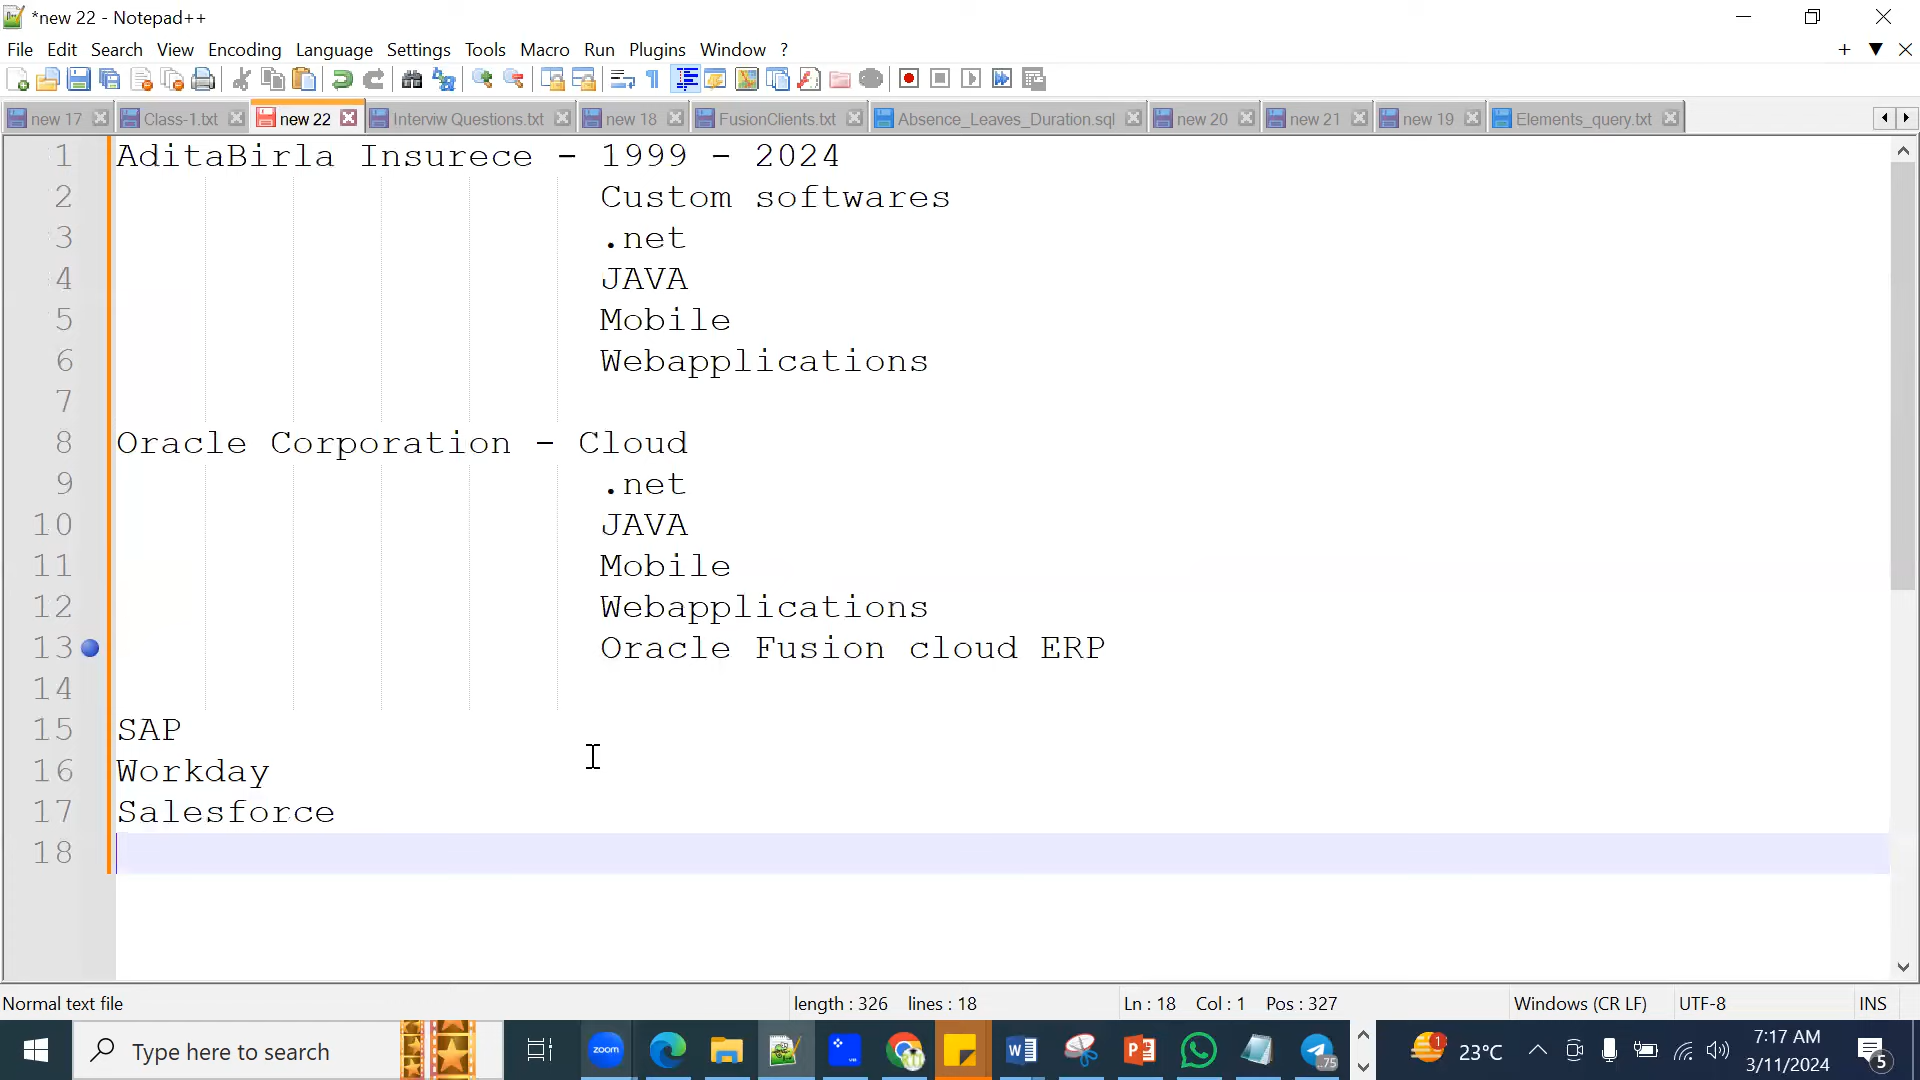 *new 22 - Notepad++
File Edit Search View Encoding Language Settings Tools Macro Run Plugins Window ?
new 17 Class-1.txt new 22 Interviw Questions.txt new 18 FusionClients.txt Absence_Leaves_Duration.sql new 20 new 21 new 19 Elements_query.txt
1 AditaBirla Insurece - 1999 - 2024
2 Custom softwares
3 .net
4 JAVA
5 Mobile
6 Webapplications
7
8 Oracle Corporation - Cloud
9 .net
10 JAVA
11 Mobile
12 Webapplications
13 Oracle Fusion cloud ERP
14
15 SAP
16 Workday
17 Salesforce
18
Normal text file length : 326 lines : 18 Ln : 18 Col : 1 Pos : 327 Windows (CR LF) UTF-8 INS
Type here to search zoom .75 1 23°C 7:17 AM
3/11/2024 5